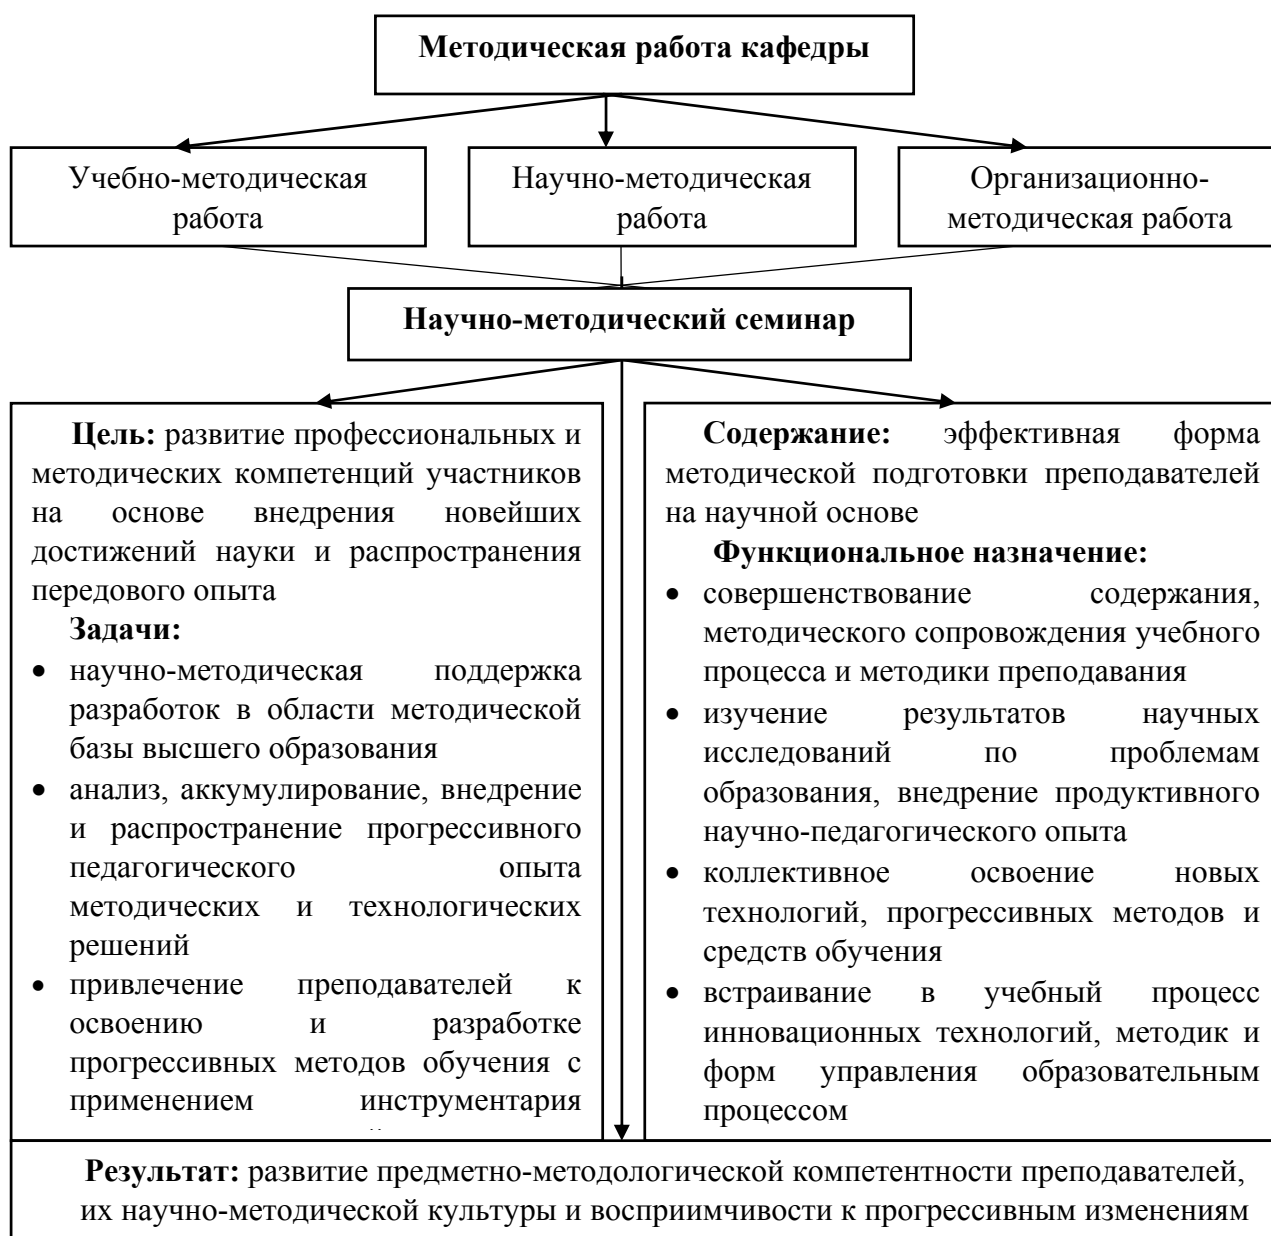 Методическая работа кафедры
Учебно-методическая
работа
Научно-методическая
работа
Организационно-
методическая работа
Научно-методический семинар
Цель: развитие профессиональных и
методических компетенций участников
на основе внедрения новейших
достижений науки и распространения
передового опыта
Задачи:
• научно-методическая поддержка
разработок в области методической
базы высшего образования
• анализ, аккумулирование, внедрение
и распространение прогрессивного
педагогического опыта
методических и технологических
решений
• привлечение преподавателей к
освоению и разработке
прогрессивных методов обучения с
применением инструментария
Содержание: эффективная форма
методической подготовки преподавателей
на научной основе
Функциональное назначение:
• совершенствование содержания,
методического сопровождения учебного
процесса и методики преподавания
• изучение результатов научных
исследований по проблемам
образования, внедрение продуктивного
научно-педагогического опыта
• коллективное освоение новых
технологий, прогрессивных методов и
средств обучения
• встраивание в учебный процесс
инновационных технологий, методик и
форм управления образовательным
процессом
Результат: развитие предметно-методологической компетентности преподавателей,
их научно-методической культуры и восприимчивости к прогрессивным изменениям